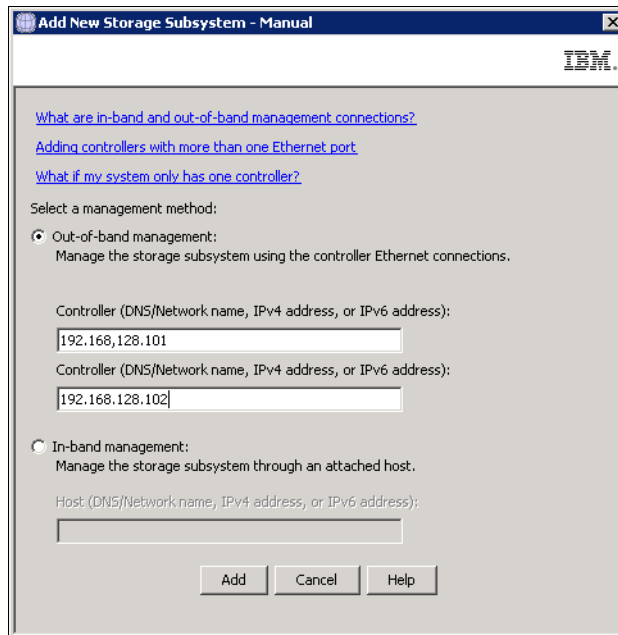 Add New Storage Subsystem - Manual
IBM.
What are in-band and out-of-band management connections?
Adding controllers with more than one Ethernet port
What if my system only has one controller?
Select a management method:
Out-of-band management:
Manage the storage subsystem using the controller Ethernet connections.
Controller (DNS/Network name, IPv4 address, or IPv6 address):
192.168,128.101
Controller (DNS/Network name, IPv4 address, or IPv6 address):
192.168.128.102
In-band management:
Manage the storage subsystem through an attached host.
Host (DNS/Network name, IPv4 address, or IPv6 address):
Add Cancel Help